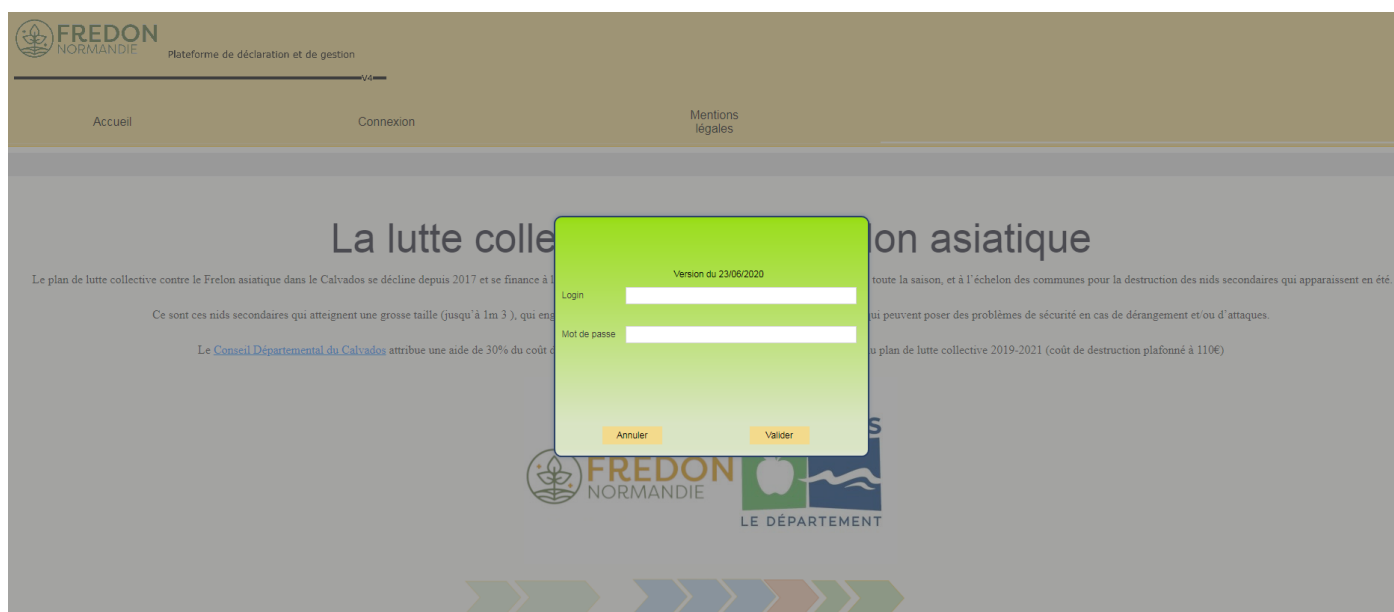 FREDON
NORMANDIE
Plateforme de déclaration et de gestion
V4
Accueil
Connexion
Mentions
légales
La lutte colle
lon asiatique
Le plan de lutte collective contre le Frelon asiatique dans le Calvados se décline depuis 2017 et se finance à l
toute la saison, et à l'échelon des communes pour la destruction des nids secondaires qui apparaissent en été.
Ce sont ces nids secondaires qui atteignent une grosse taille (jusqu'à 1m 3 ), qui eng
ui peuvent poser des problèmes de sécurité en cas de dérangement et/ou d'attaques.
Le Conseil Départemental du Calvados attribue une aide de 30% du coût d
u plan de lutte collective 2019-2021 (coût de destruction plafonné à 110€)
Version du 23/06/2020
Login
Mot de passe
Annuler
Valider
S
FREDON
NORMANDIE
LE DÉPARTEMENT